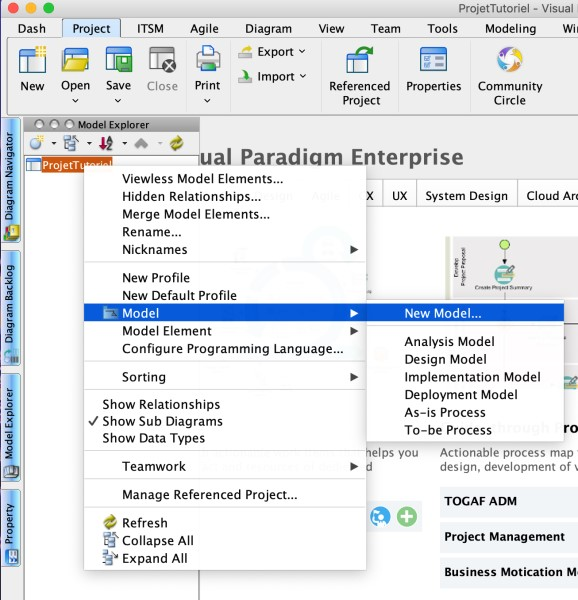 ProjetTutoriel - Visual
Dash Project ITSM Agile Diagram View Team Tools Modeling Win
New Open Save Close Print Export Import Referenced Project Properties Community Circle
Model Explorer
ProjetTutoriel
ual Paradigm Enterprise
X UX System Design Cloud Arc
Diagram Navigator
Diagram Backlog
Model Explorer
Property
Viewless Model Elements...
Hidden Relationships...
Merge Model Elements...
Rename...
Nicknames
New Profile
New Default Profile
Model
Model Element
Configure Programming Language...
Sorting
Show Relationships
Show Sub Diagrams
Show Data Types
Teamwork
Manage Referenced Project...
Refresh
Collapse All
Expand All
New Model...
Analysis Model
Design Model
Implementation Model
Deployment Model
As-is Process
To-be Process
Develop Project Proposal
Create Project Summary
through Pro
helps you
Actionable process map
design, development of v
TOGAF ADM
Project Management
Business Motication Mo